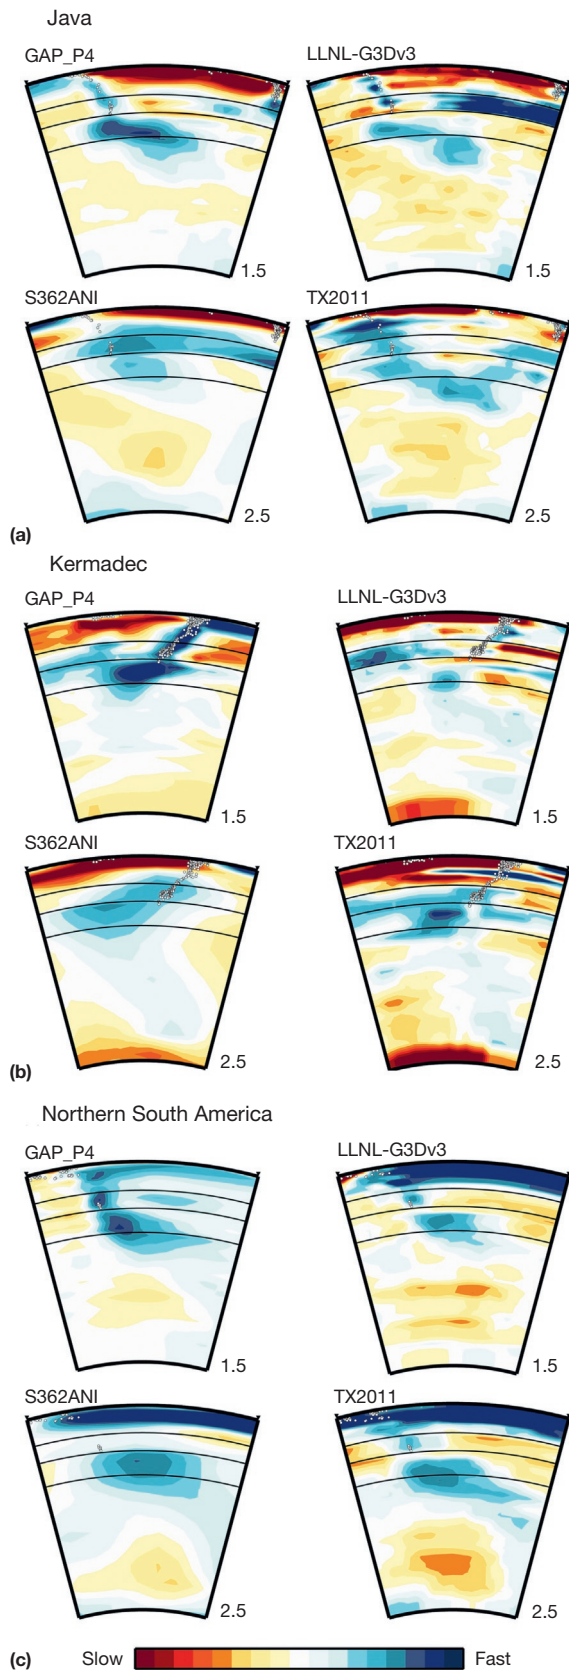 Java
GAP_P4 LLNL-G3Dv3
1.5 1.5
S362ANI TX2011
2.5 2.5
(a)
Kermadec
GAP_P4 LLNL-G3Dv3
1.5 1.5
S362ANI TX2011
2.5 2.5
(b)
Northern South America
GAP_P4 LLNL-G3Dv3
1.5 1.5
S362ANI TX2011
2.5 2.5
(c) Slow Fast